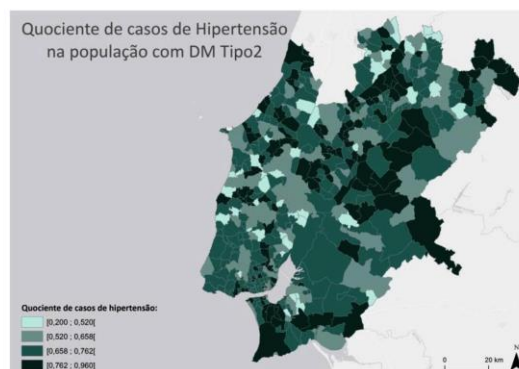 Quociente de casos de Hipertensão
na população com DM Tipo2
Quociente de casos de hipertensão:
[0,200 ; 0,520[
[0,520 ; 0,658[
[0,658 ; 0,762[
[0,762 ; 0,960]
0 20 km
N